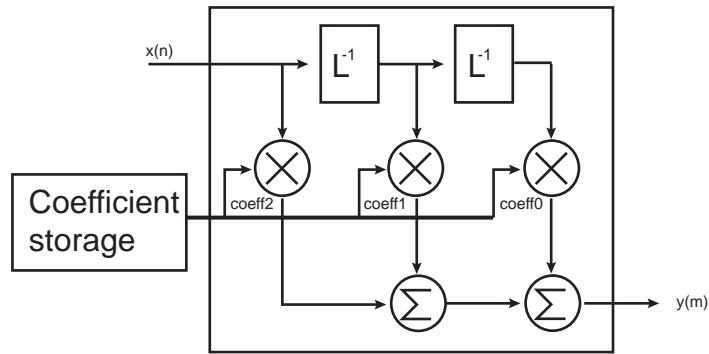 x(n)
L-1
L-1
Coefficient
storage
coeff2
coeff1
coeff0
Σ
Σ
y(m)